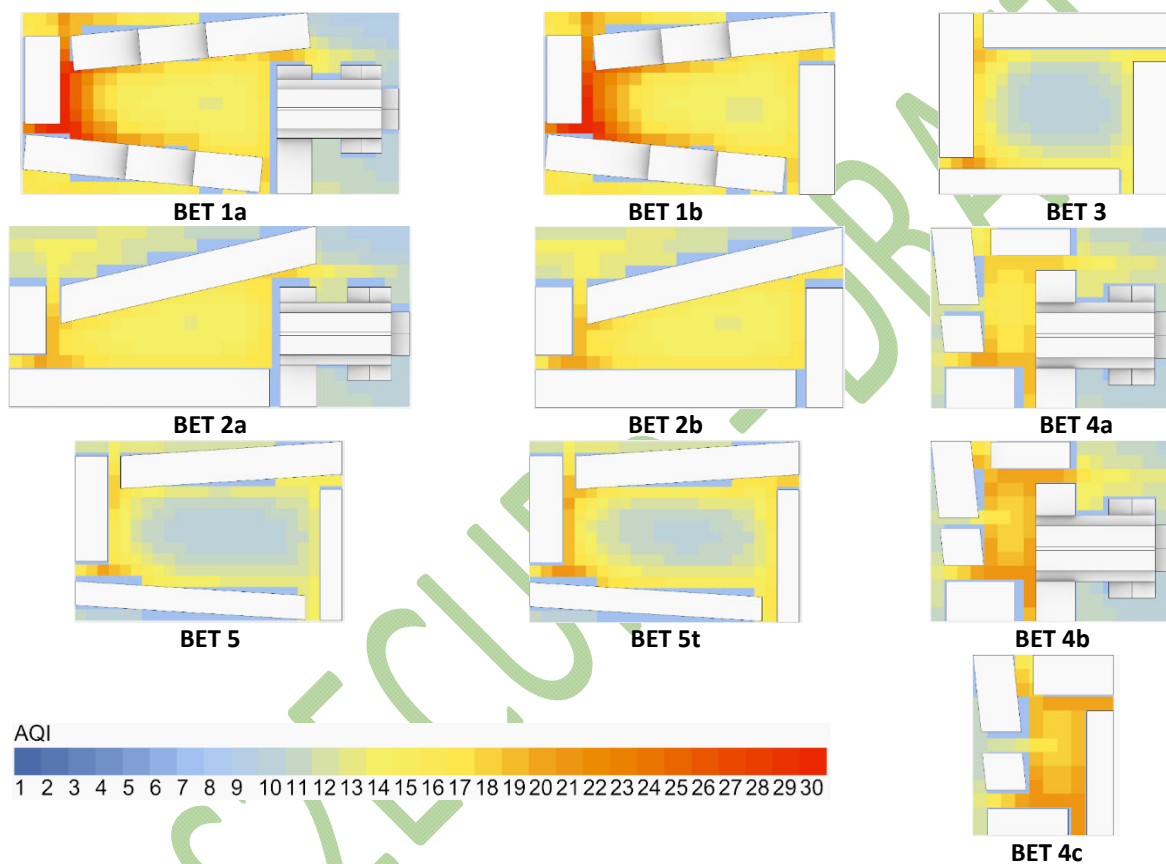 BET 1a
BET 1b
BET 3
BET 2a
BET 2b
BET 4a
BET 5
BET 5t
BET 4b
AQI
1 2 3 4 5 6 7 8 9 10 11 12 13 14 15 16 17 18 19 20 21 22 23 24 25 26 27 28 29 30
BET 4c